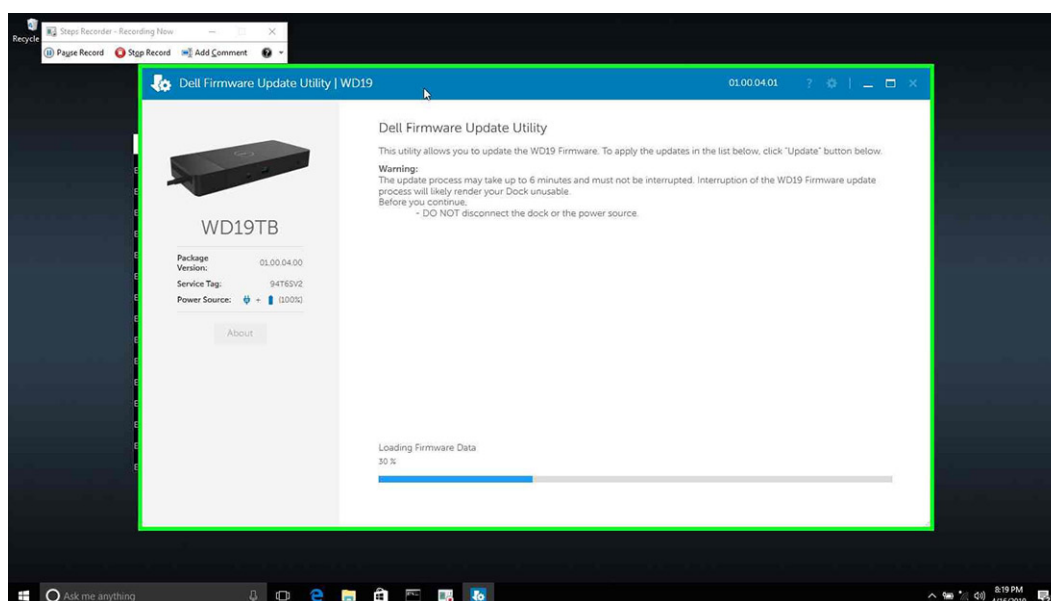 Recycle
Steps Recorder - Recording Now
Pause Record Stop Record Add Comment
Dell Firmware Update Utility | WD19 01.00.04.01
Dell Firmware Update Utility
This utility allows you to update the WD19 Firmware. To apply the updates in the list below, click "Update" button below.
Warning:
The update process may take up to 6 minutes and must not be interrupted. Interruption of the WD19 Firmware update
process will likely render your Dock unusable.
Before you continue,
- DO NOT disconnect the dock or the power source.
WD19TB
Package
Version: 01.00.04.00
Service Tag: 94T6SV2
Power Source: + (100%)
About
Loading Firmware Data
30 %
Ask me anything
8:19 PM